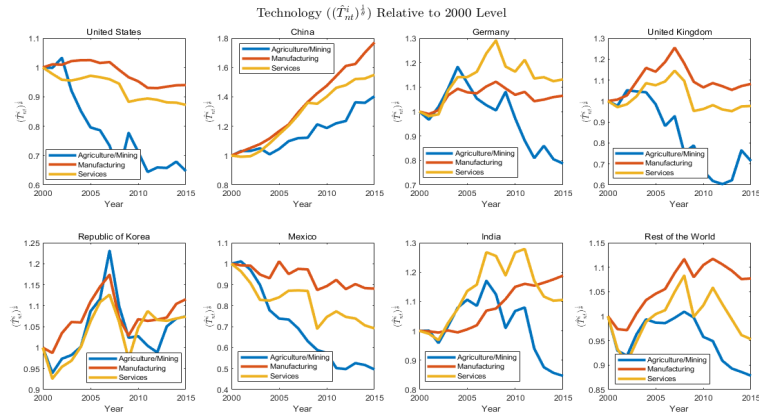 Technology ((T̂ⁱₙₜ)^{1/θ}) Relative to 2000 Level
United States
1.1
1
0.9
0.8
0.7
0.6
Agriculture/Mining
Manufacturing
Services
2000 2005 2010 2015
Year
China
1.8
1.6
1.4
1.2
1
0.8
Agriculture/Mining
Manufacturing
Services
2000 2005 2010 2015
Year
Germany
1.3
1.2
1.1
1
0.9
0.8
0.7
Agriculture/Mining
Manufacturing
Services
2000 2005 2010 2015
Year
United Kingdom
1.3
1.2
1.1
1
0.9
0.8
0.7
0.6
Agriculture/Mining
Manufacturing
Services
2000 2005 2010 2015
Year
Republic of Korea
1.25
1.2
1.15
1.1
1.05
1
0.95
0.9
Agriculture/Mining
Manufacturing
Services
2000 2005 2010 2015
Year
Mexico
1.1
1
0.9
0.8
0.7
0.6
0.5
0.4
Agriculture/Mining
Manufacturing
Services
2000 2005 2010 2015
Year
India
1.3
1.2
1.1
1
0.9
0.8
Agriculture/Mining
Manufacturing
Services
2000 2005 2010 2015
Year
Rest of the World
1.15
1.1
1.05
1
0.95
0.9
0.85
Agriculture/Mining
Manufacturing
Services
2000 2005 2010 2015
Year